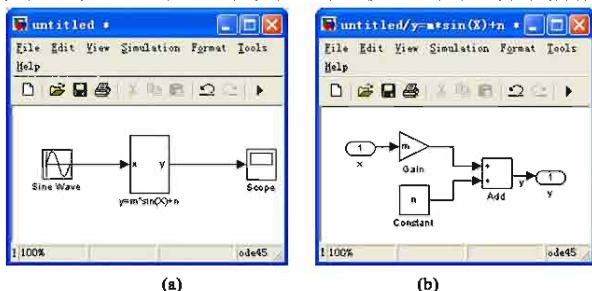 untitled *
File Edit View Simulation Format Tools
Help
x y
Sine Wave
y=m*sin(X)+n
Scope
100%
ode45
(a)
untitled/y=m*sin(X)+n *
File Edit View Simulation Format Tools
Help
1
x
m
Gain
n
Constant
Add
y
1
y
100%
ode45
(b)